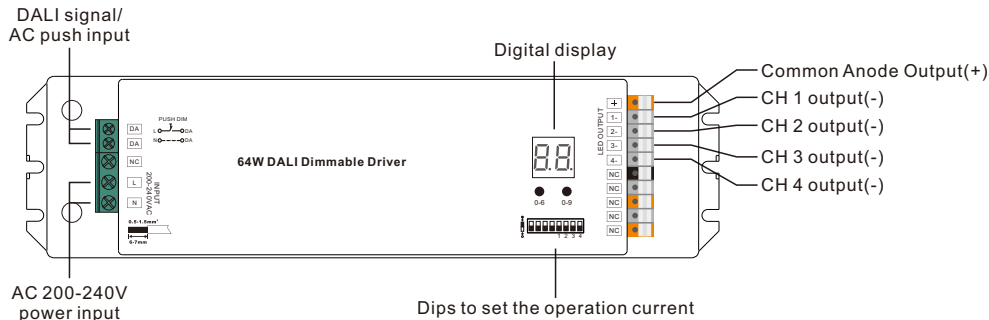 DALI signal/
AC push input
Digital display
Common Anode Output(+)
CH 1 output(-)
CH 2 output(-)
CH 3 output(-)
CH 4 output(-)
PUSH DIM
L DA
N DA
DA
DA
NC
L
N
INPUT
200-240VAC
0.5-1.5mm²
6-7mm
64W DALI Dimmable Driver
88
0-6 0-9
1 2 3 4
LED OUTPUT
+
1-
2-
3-
4-
NC
NC
NC
NC
NC
AC 200-240V
power input
Dips to set the operation current